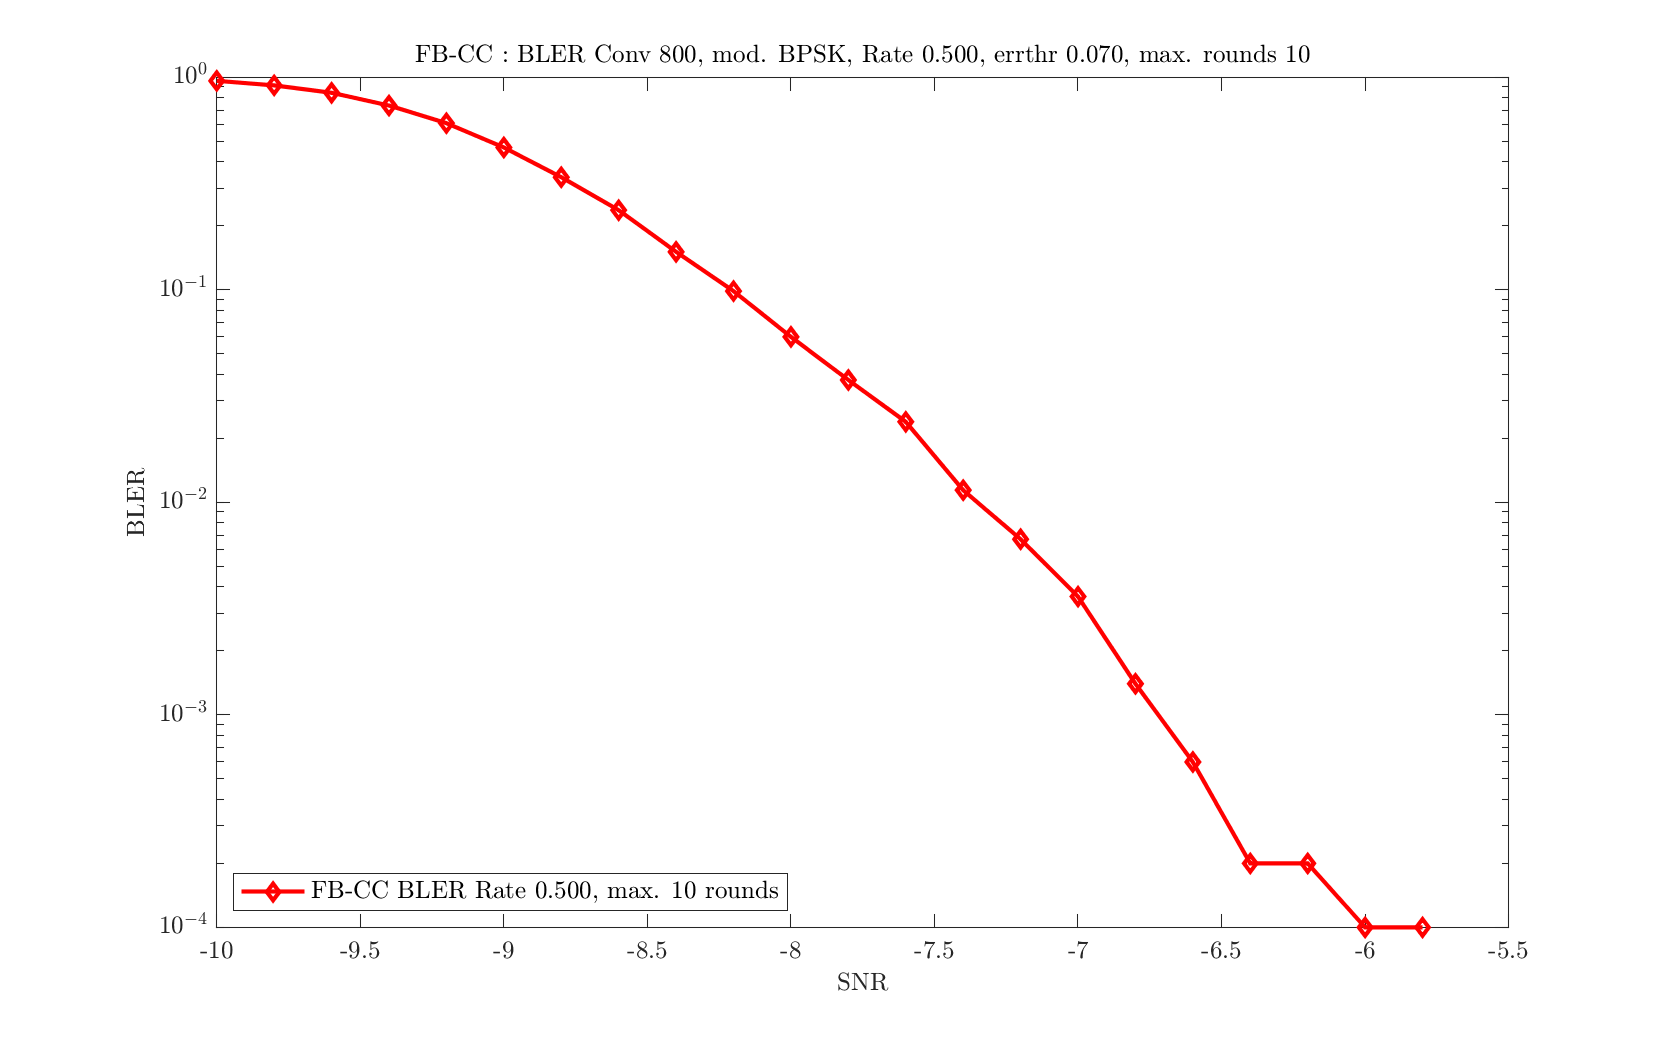 FB-CC : BLER Conv 800, mod. BPSK, Rate 0.500, errthr 0.070, max. rounds 10
10^0
10^-1
10^-2
10^-3
10^-4
BLER
FB-CC BLER Rate 0.500, max. 10 rounds
-10 -9.5 -9 -8.5 -8 -7.5 -7 -6.5 -6 -5.5
SNR